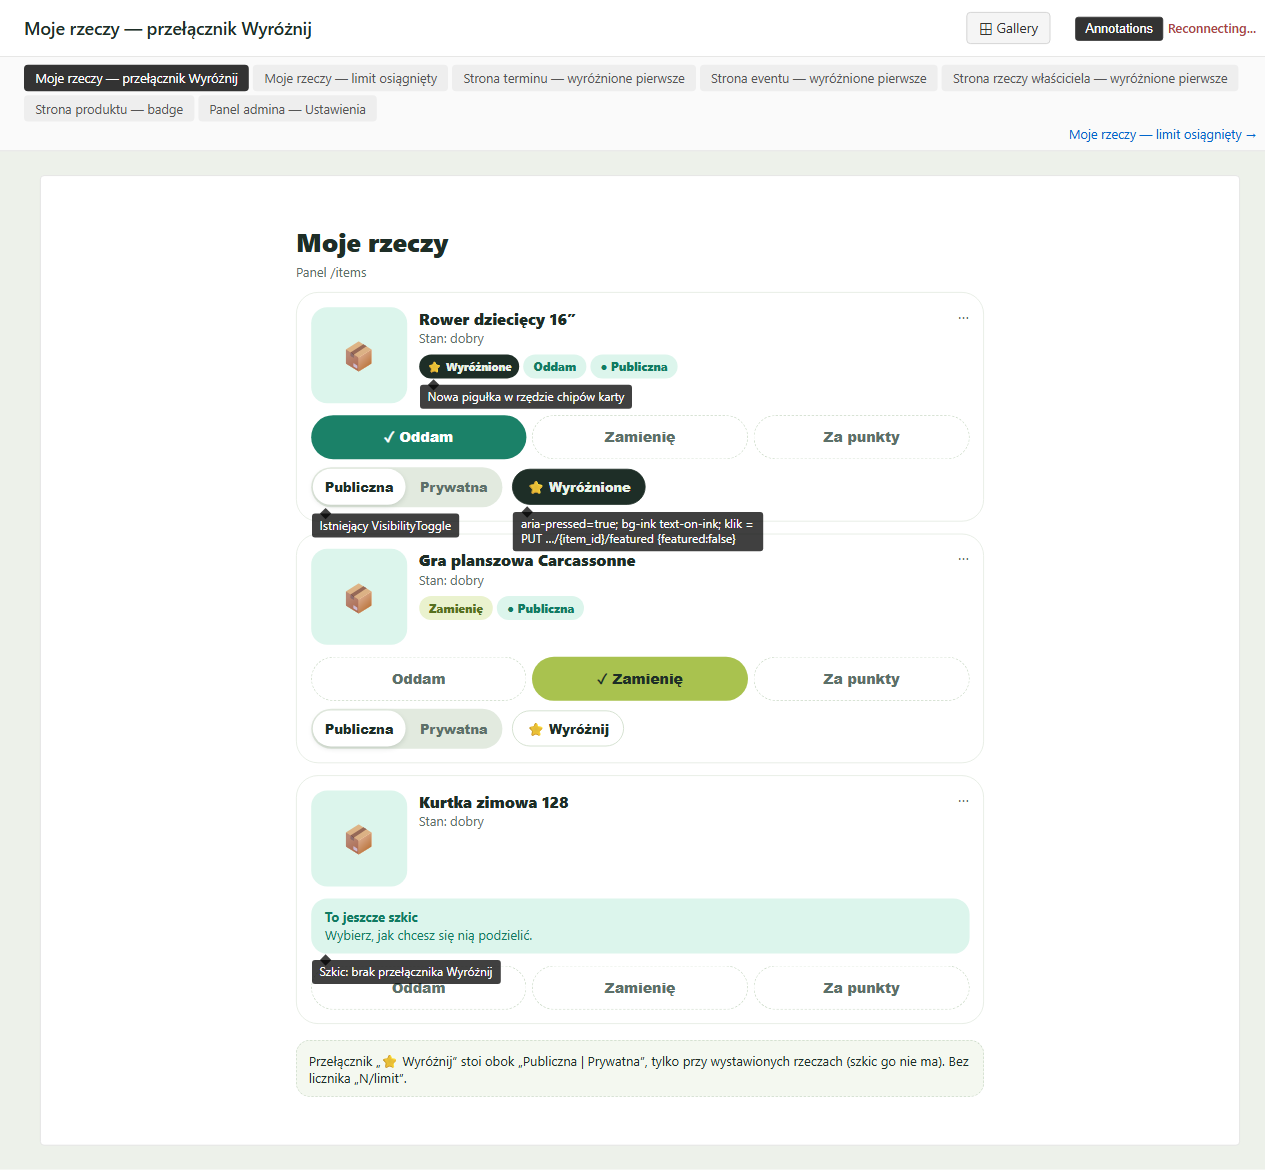 Moje rzeczy — przełącznik Wyróżnij
Gallery
Annotations
Reconnecting...
Moje rzeczy — przełącznik Wyróżnij
Moje rzeczy — limit osiągnięty
Strona terminu — wyróżnione pierwsze
Strona eventu — wyróżnione pierwsze
Strona rzeczy właściciela — wyróżnione pierwsze
Strona produktu — badge
Panel admina — Ustawienia
Moje rzeczy — limit osiągnięty →
Moje rzeczy
Panel /items
Rower dziecięcy 16″
...
Stan: dobry
⭐ Wyróżnione
Oddam
• Publiczna
Nowa pigułka w rzędzie chipów karty
✓ Oddam
Zamienię
Za punkty
Publiczna
Prywatna
⭐ Wyróżnione
Istniejący VisibilityToggle
aria-pressed=true; bg-ink text-on-ink; klik =
PUT .../{item_id}/featured {featured:false}
Gra planszowa Carcassonne
...
Stan: dobry
Zamienię
• Publiczna
Oddam
✓ Zamienię
Za punkty
Publiczna
Prywatna
⭐ Wyróżnij
Kurtka zimowa 128
...
Stan: dobry
To jeszcze szkic
Wybierz, jak chcesz się nią podzielić.
Szkic: brak przełącznika Wyróżnij
Oddam
Zamienię
Za punkty
Przełącznik „⭐ Wyróżnij” stoi obok „Publiczna | Prywatna”, tylko przy wystawionych rzeczach (szkic go nie ma). Bez
licznika „N/limit”.